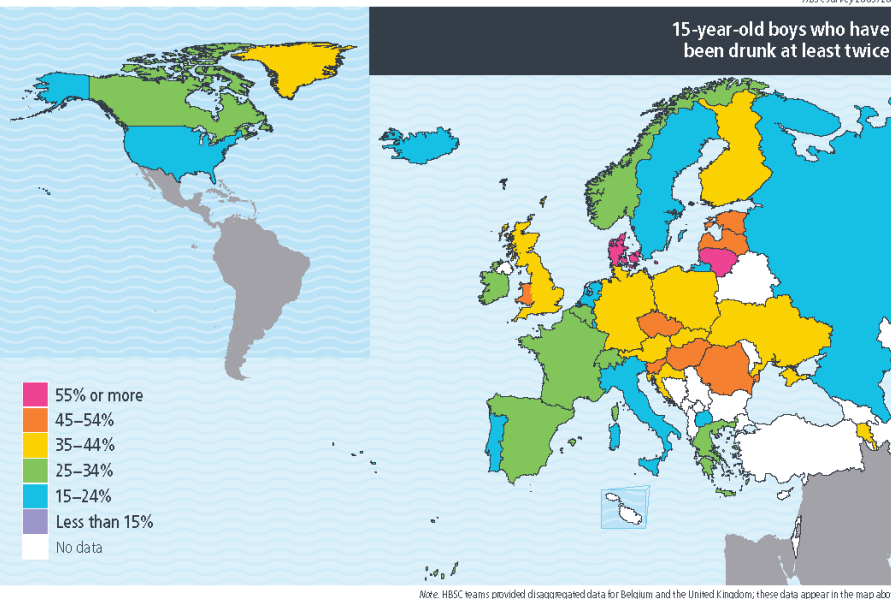 15-year-old boys who have
been drunk at least twice
55% or more
45–54%
35–44%
25–34%
15–24%
Less than 15%
No data
Note. HBSC teams provided disaggregated data for Belgium and the United Kingdom; these data appear in the map abo